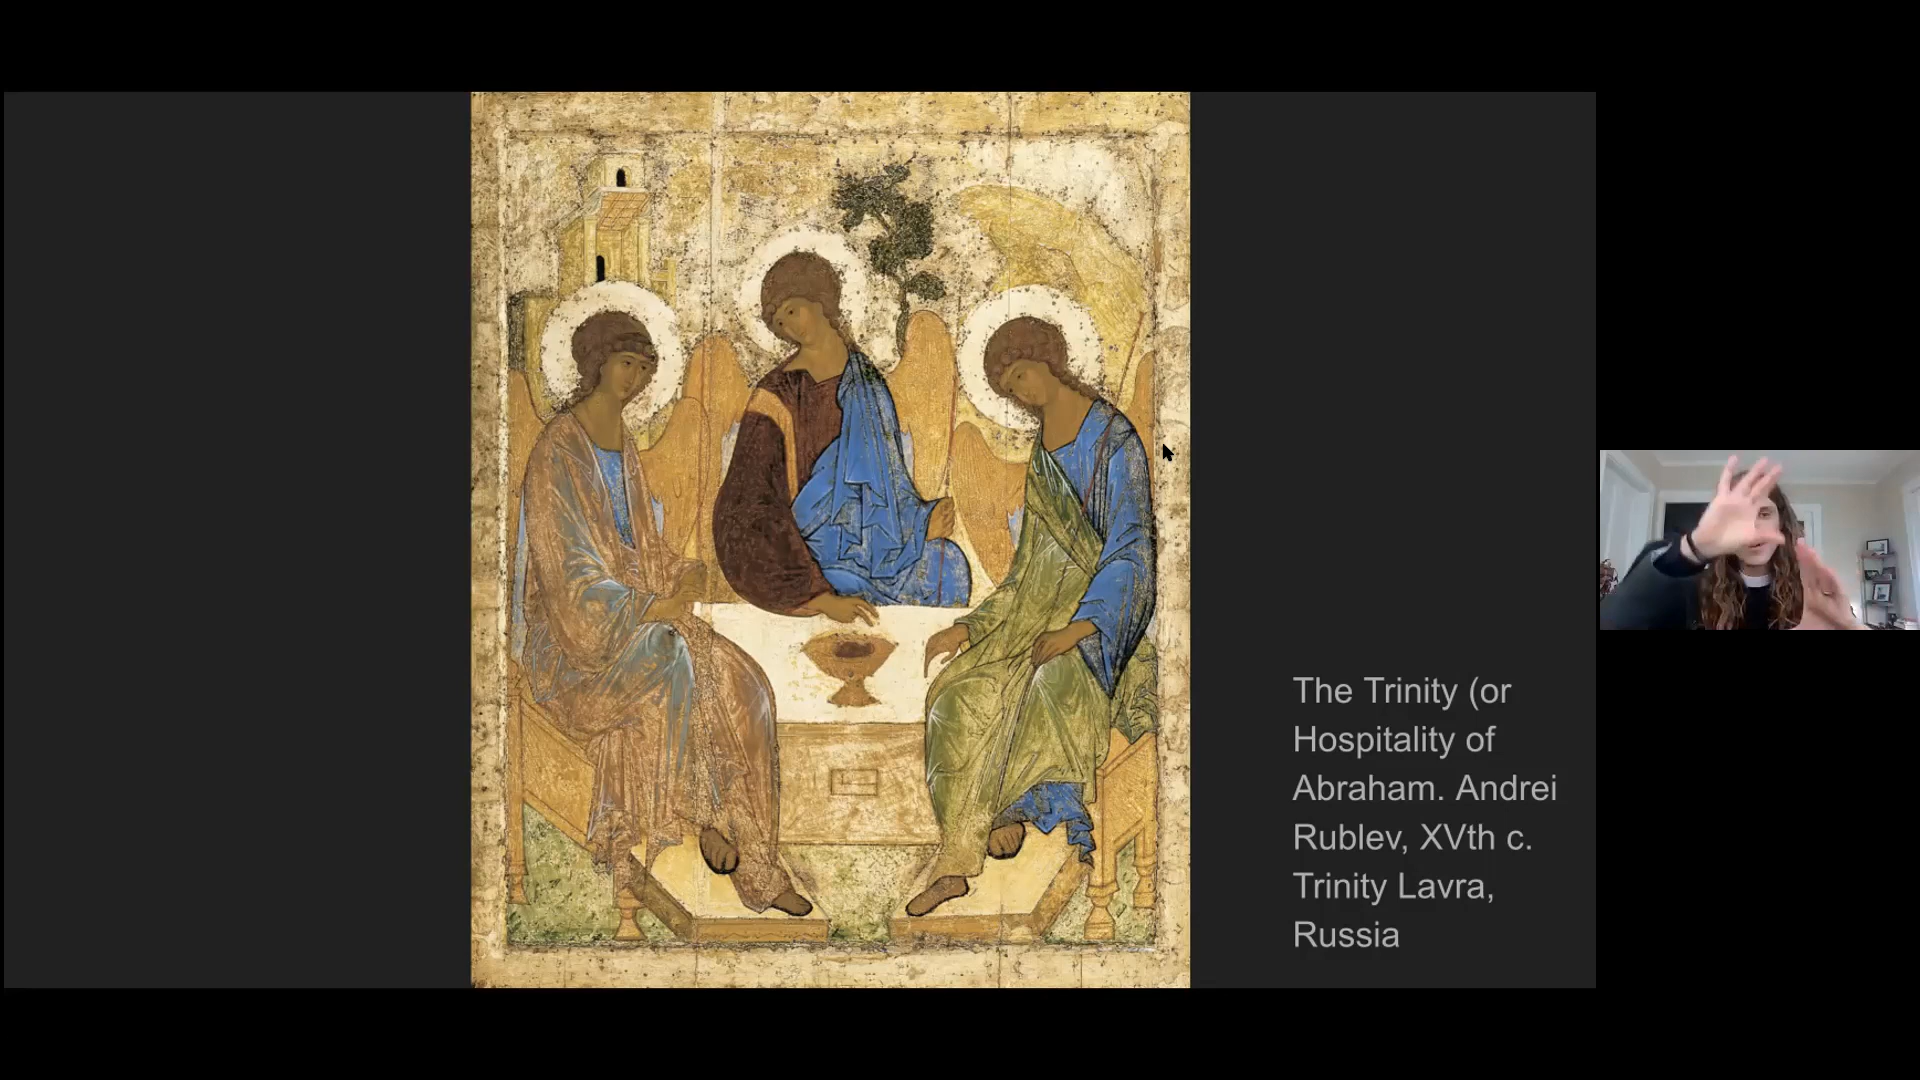 The Trinity (or
Hospitality of
Abraham. Andrei
Rublev, XVth c.
Trinity Lavra,
Russia